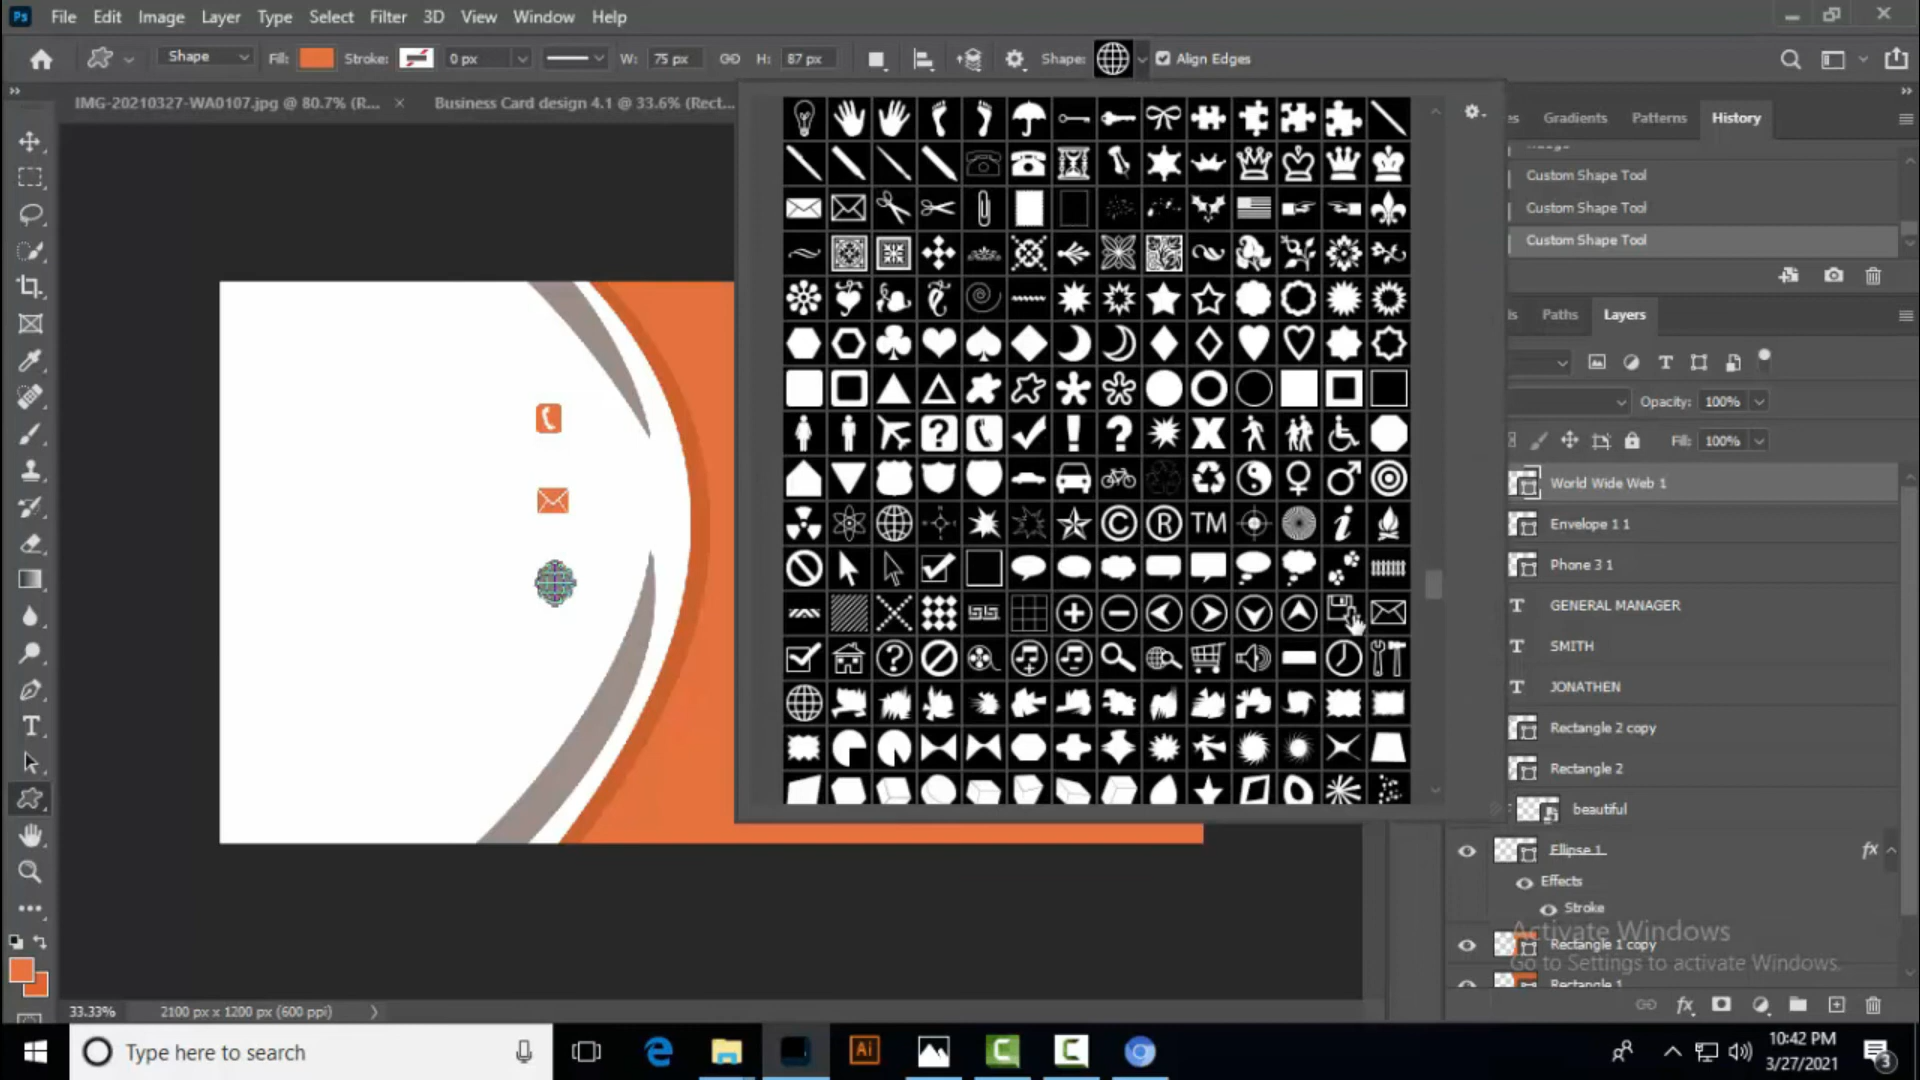 Ps File Edit Image Layer Type Select Filter 3D View Window Help
Shape Fill: Stroke: 0 px W: 75 px H: 87 px Shape: Align Edges
IMG-20210327-WA0107.jpg @ 80.7% (R... × Business Card design 4.1 @ 33.6% (Rect...
Gradients Patterns History
Custom Shape Tool
Custom Shape Tool
Custom Shape Tool
Paths Layers
Opacity: 100%
Fill: 100%
World Wide Web 1
Envelope 1 1
Phone 3 1
GENERAL MANAGER
SMITH
JONATHEN
Rectangle 2 copy
Rectangle 2
beautiful
Ellipse 1 fx
Effects
Stroke
Activate Windows
Rectangle 1 copy
Go to Settings to activate Windows.
Rectangle 1
33.33% 2100 px x 1200 px (600 ppi)
Type here to search
Ai
10:42 PM
3/27/2021
3